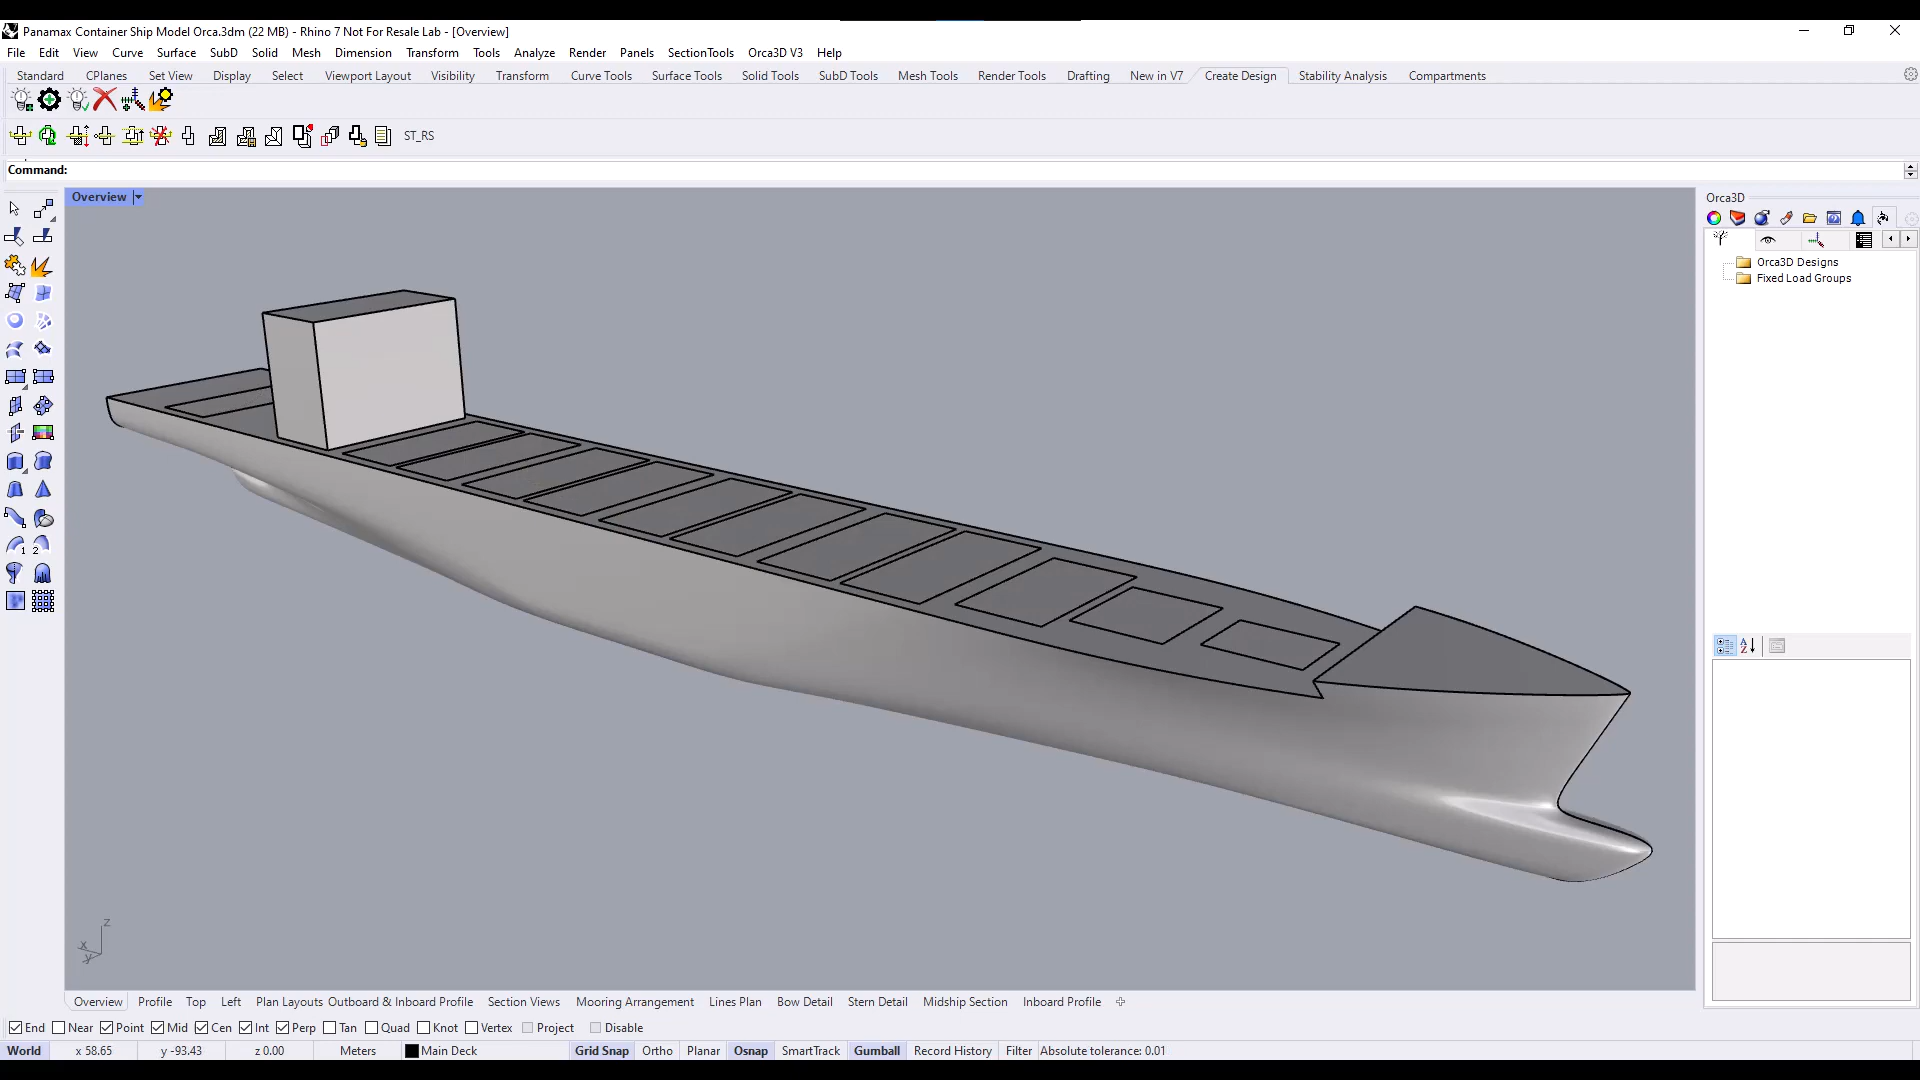 Panamax Container Ship Model Orca.3dm (22 MB) - Rhino 7 Not For Resale Lab - [Overview]
File Edit View Curve Surface SubD Solid Mesh Dimension Transform Tools Analyze Render Panels SectionTools Orca3D V3 Help
Standard CPlanes Set View Display Select Viewport Layout Visibility Transform Curve Tools Surface Tools Solid Tools SubD Tools Mesh Tools Render Tools Drafting New in V7 Create Design Stability Analysis Compartments
ST_RS
Command:
Overview
Orca3D
Orca3D Designs
Fixed Load Groups
1 2
A
Z
z
x
y
Overview Profile Top Left Plan Layouts Outboard & Inboard Profile Section Views Mooring Arrangement Lines Plan Bow Detail Stern Detail Midship Section Inboard Profile
End Near Point Mid Cen Int Perp Tan Quad Knot Vertex Project Disable
World x 58.65 y -93.43 z 0.00 Meters Main Deck Grid Snap Ortho Planar Osnap SmartTrack Gumball Record History Filter Absolute tolerance: 0.01